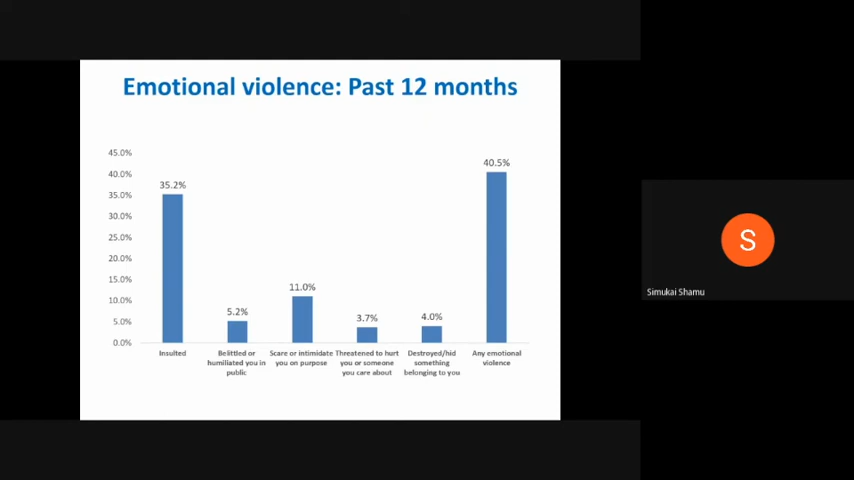 Emotional violence: Past 12 months
45.0%
40.0%
35.0%
30.0%
25.0%
20.0%
15.0%
10.0%
5.0%
0.0%
35.2%
5.2%
11.0%
3.7%
4.0%
40.5%
Insulted
Belittled or
humiliated you in
public
Scare or intimidate
you on purpose
Threatened to hurt
you or someone
you care about
Destroyed/hid
something
belonging to you
Any emotional
violence
S
Simukai Shamu